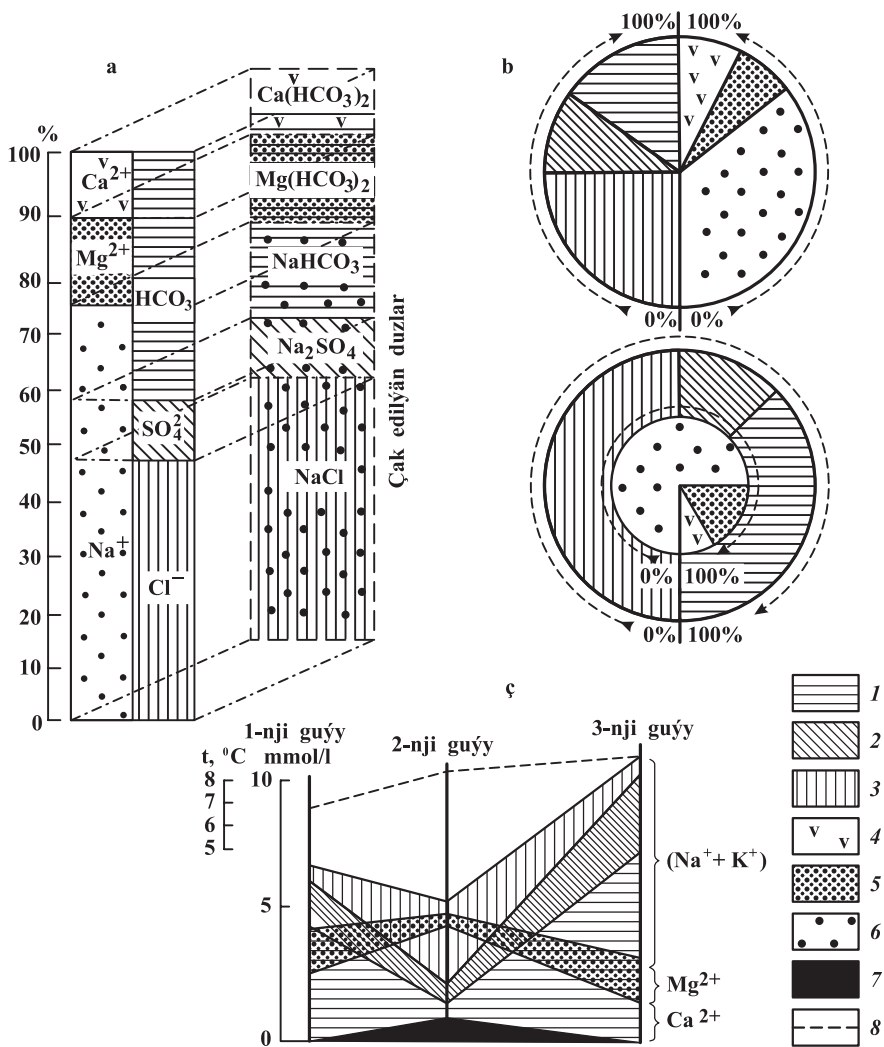 a
%
100
90
80
70
60
50
40
30
20
10
0
Ca²⁺
Mg²⁺
Na⁺
HCO₃
SO₄²
Cl⁻
Ca(HCO₃)₂
Mg(HCO₃)₂
NaHCO₃
Na₂SO₄
NaCl
Çak edilýän duzlar
b
100% 100%
0% 0%
0% 100%
0% 100%
ç
1-nji guýy
2-nji guýy
3-nji guýy
t, ⁰C mmol/l
8
7
6
5
10
5
0
(Na⁺+ K⁺)
Mg²⁺
Ca²⁺
1
2
3
4
5
6
7
8